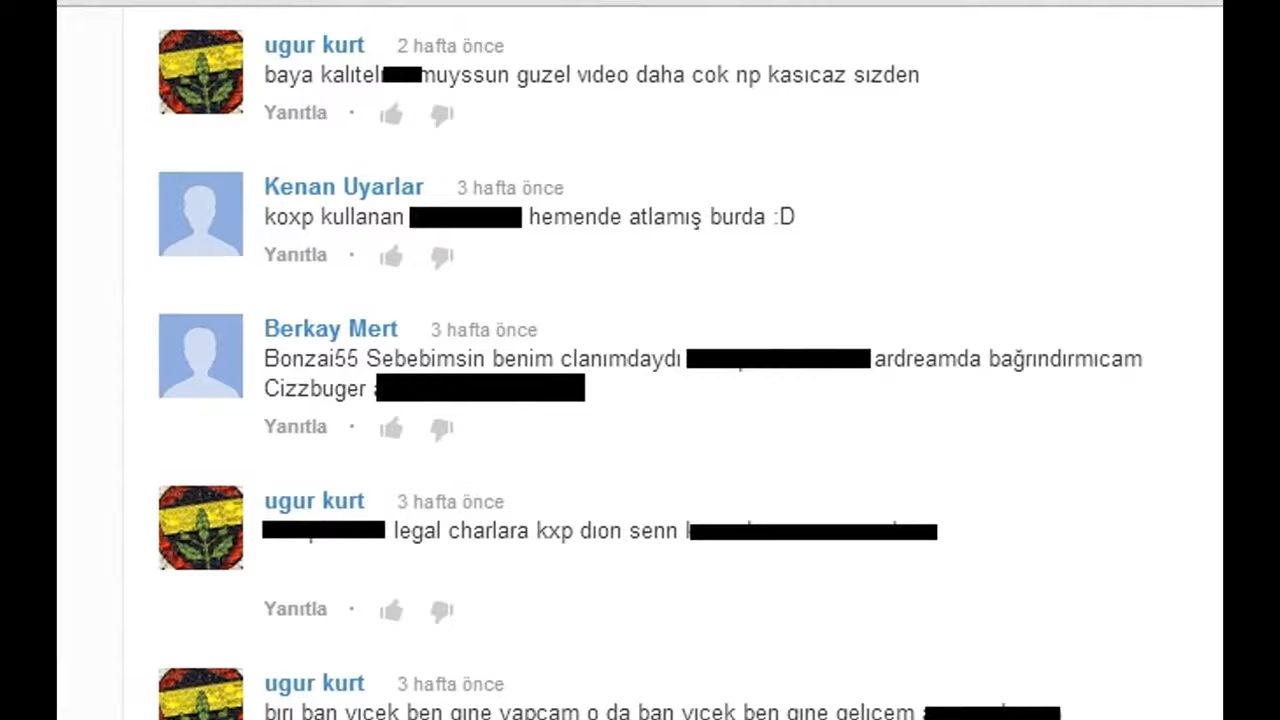 ugur kurt 2 hafta önce
baya kalıtelı muyssun guzel vıdeo daha cok np kasıcaz sızden
Yanıtla ·
Kenan Uyarlar 3 hafta önce
koxp kullanan hemende atlamış burda :D
Yanıtla ·
Berkay Mert 3 hafta önce
Bonzai55 Sebebimsin benim clanımdaydı ardreamda bağrındırmıcam
Cizzbuger
Yanıtla ·
ugur kurt 3 hafta önce
legal charlara kxp dıon senn
Yanıtla ·
ugur kurt 3 hafta önce
bırı ban yıcek ben gıne yapcam o da ban yıcek ben gıne gelıcem